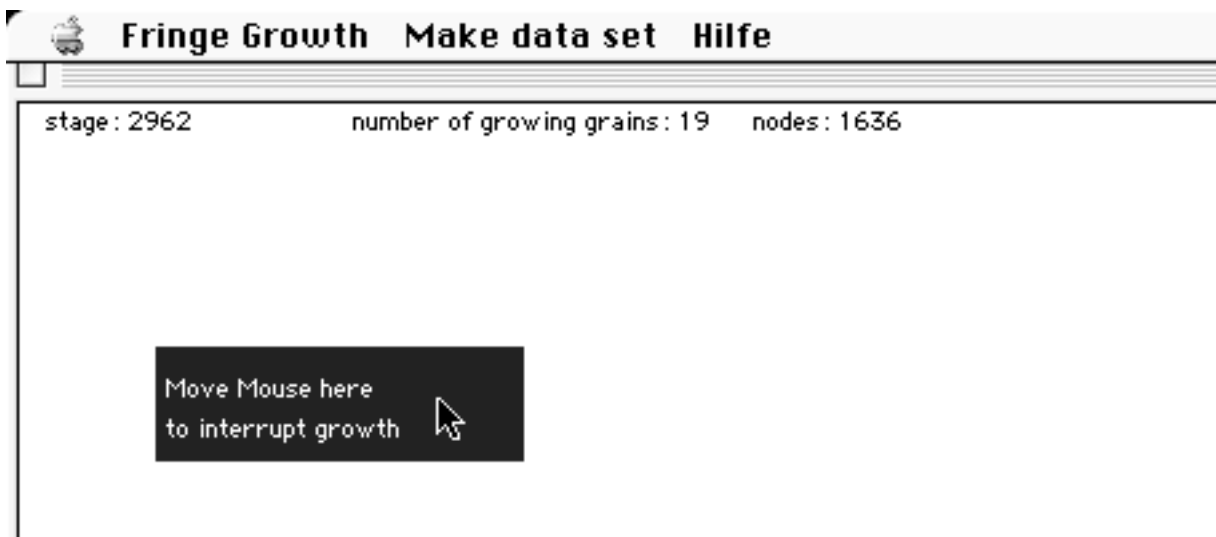 Fringe Growth Make data set Hilfe
stage: 2962 number of growing grains: 19 nodes: 1636
Move Mouse here
to interrupt growth